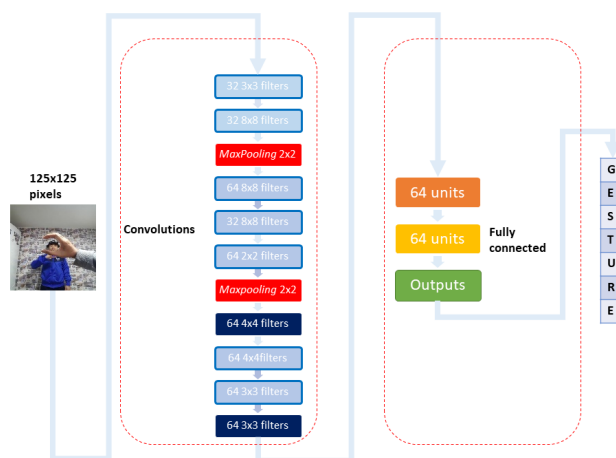 125x125
pixels
Convolutions
32 3x3 filters
32 8x8 filters
MaxPooling 2x2
64 8x8 filters
32 8x8 filters
64 2x2 filters
Maxpooling 2x2
64 4x4 filters
64 4x4filters
64 3x3 filters
64 3x3 filters
64 units
64 units
Fully
connected
Outputs
G
E
S
T
U
R
E